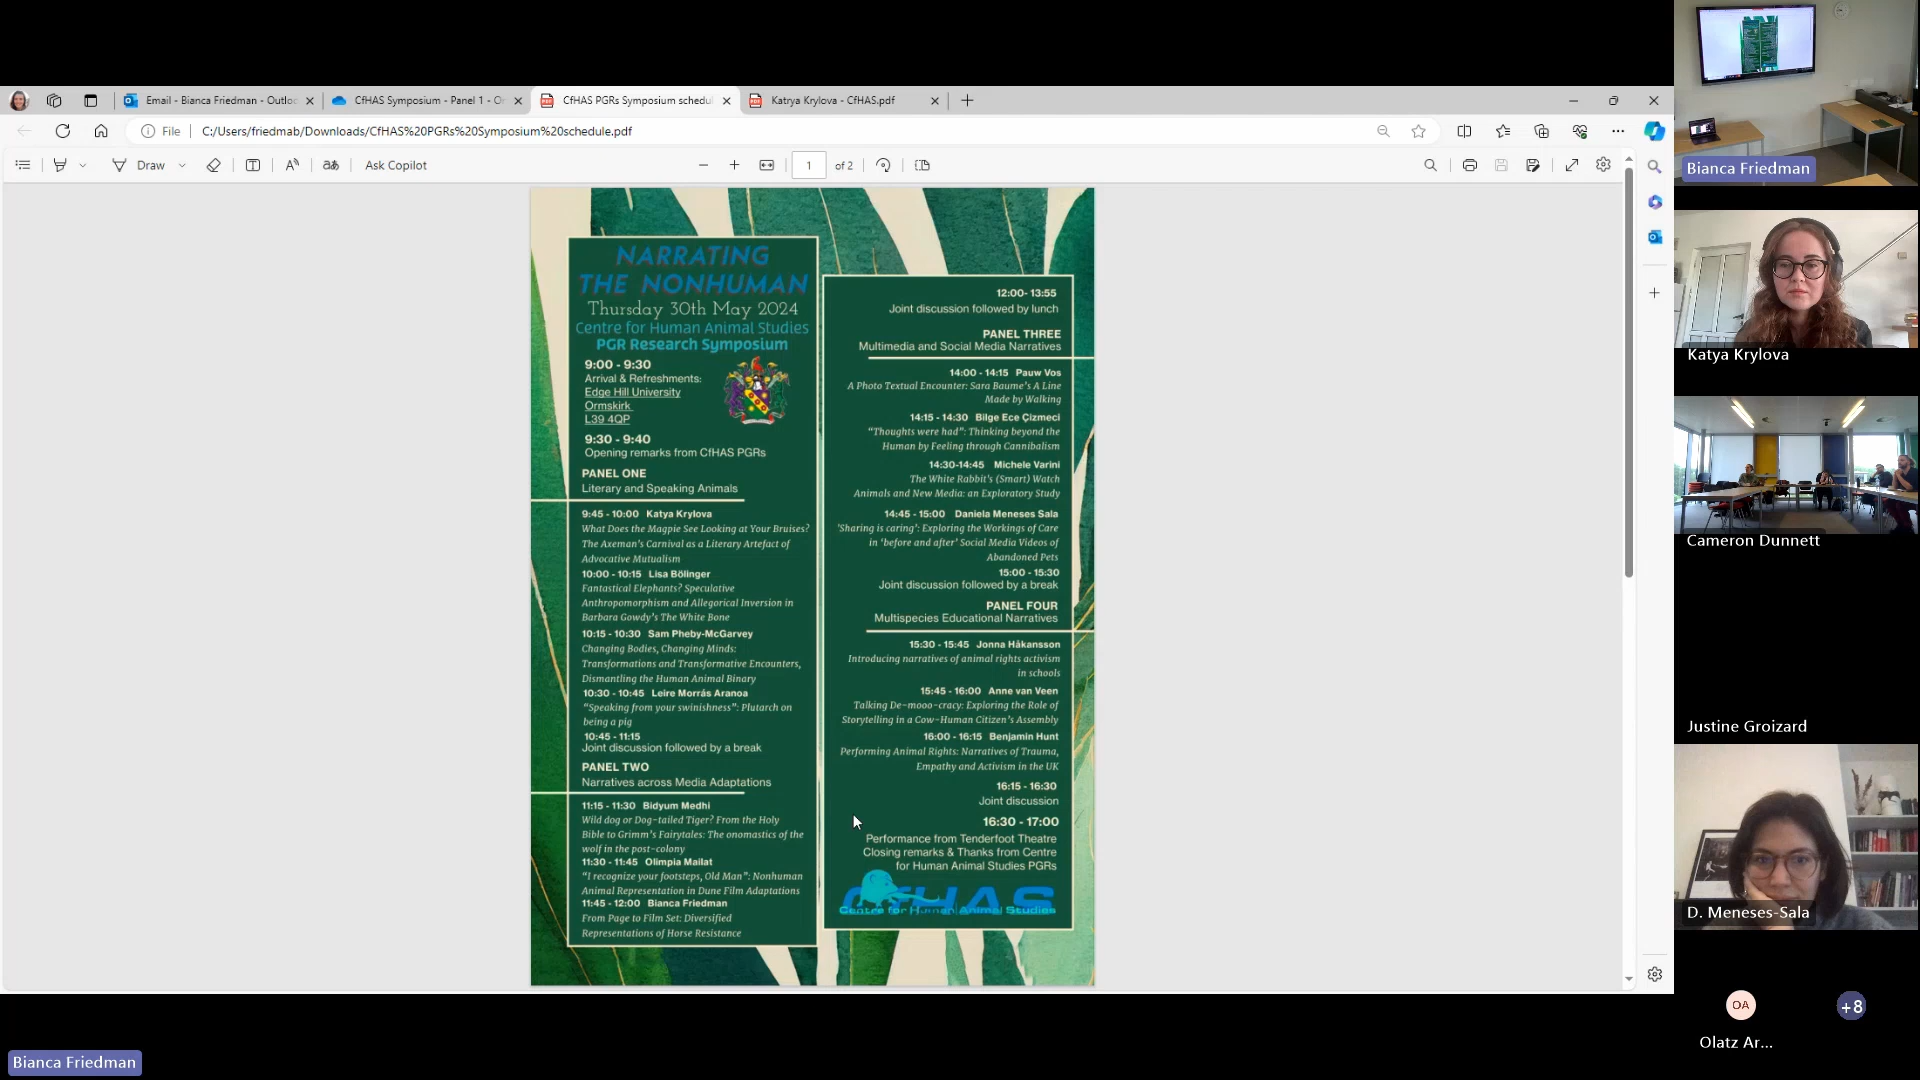 Email - Bianca Friedman - Outloo
CfHAS Symposium - Panel 1 - O
CfHAS PGRs Symposium schedul
Katrya Krylova - CfHAS.pdf
File
C:/Users/friedmab/Downloads/CfHAS%20PGRs%20Symposium%20schedule.pdf
Draw
Ask Copilot
1 of 2
NARRATING
THE NONHUMAN
Thursday 30th May 2024
Centre for Human Animal Studies
PGR Research Symposium
9:00 - 9:30
Arrival & Refreshments:
Edge Hill University
Ormskirk
L39 4QP
9:30 - 9:40
Opening remarks from CfHAS PGRs
PANEL ONE
Literary and Speaking Animals
9:45 - 10:00 Katya Krylova
What Does the Magpie See Looking at Your Bruises?
The Axeman's Carnival as a Literary Artefact of
Advocative Mutualism
10:00 - 10:15 Lisa Bölinger
Fantastical Elephants? Speculative
Anthropomorphism and Allegorical Inversion in
Barbara Gowdy's The White Bone
10:15 - 10:30 Sam Pheby-McGarvey
Changing Bodies, Changing Minds:
Transformations and Transformative Encounters,
Dismantling the Human Animal Binary
10:30 - 10:45 Leire Morrás Aranoa
"Speaking from your swinishness": Plutarch on
being a pig
10:45 - 11:15
Joint discussion followed by a break
PANEL TWO
Narratives across Media Adaptations
11:15 - 11:30 Bidyum Medhi
Wild dog or Dog-tailed Tiger? From the Holy
Bible to Grimm's Fairytales: The onomastics of the
wolf in the post-colony
11:30 - 11:45 Olimpia Mailat
"I recognize your footsteps, Old Man": Nonhuman
Animal Representation in Dune Film Adaptations
11:45 - 12:00 Bianca Friedman
From Page to Film Set: Diversified
Representations of Horse Resistance
12:00- 13:55
Joint discussion followed by lunch
PANEL THREE
Multimedia and Social Media Narratives
14:00 - 14:15 Pauw Vos
A Photo Textual Encounter: Sara Baume's A Line
Made by Walking
14:15 - 14:30 Bilge Ece Çizmeci
"Thoughts were had": Thinking beyond the
Human by Feeling through Cannibalism
14:30-14:45 Michele Varini
The White Rabbit's (Smart) Watch
Animals and New Media: an Exploratory Study
14:45 - 15:00 Daniela Meneses Sala
'Sharing is caring': Exploring the Workings of Care
in 'before and after' Social Media Videos of
Abandoned Pets
15:00 - 15:30
Joint discussion followed by a break
PANEL FOUR
Multispecies Educational Narratives
15:30 - 15:45 Jonna Håkansson
Introducing narratives of animal rights activism
in schools
15:45 - 16:00 Anne van Veen
Talking De-mooo-cracy: Exploring the Role of
Storytelling in a Cow-Human Citizen's Assembly
16:00 - 16:15 Benjamin Hunt
Performing Animal Rights: Narratives of Trauma,
Empathy and Activism in the UK
16:15 - 16:30
Joint discussion
16:30 - 17:00
Performance from Tenderfoot Theatre
Closing remarks & Thanks from Centre
for Human Animal Studies PGRs
CfHAS
Centre for Human Animal Studies
Bianca Friedman
Katya Krylova
Cameron Dunnett
Justine Groizard
D. Meneses-Sala
OA
+8
Olatz Ar...
Bianca Friedman